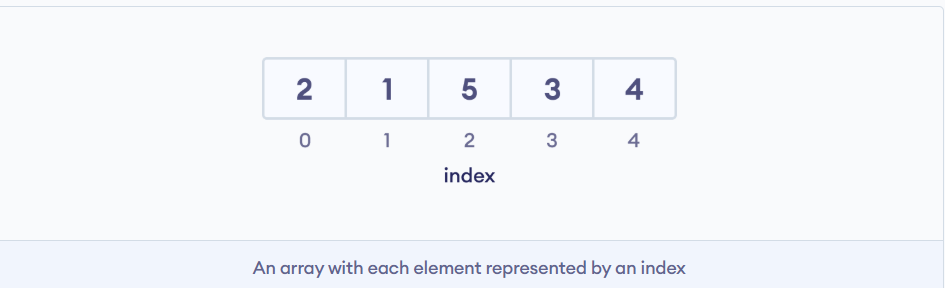 2 1 5 3 4
0 1 2 3 4
index
An array with each element represented by an index